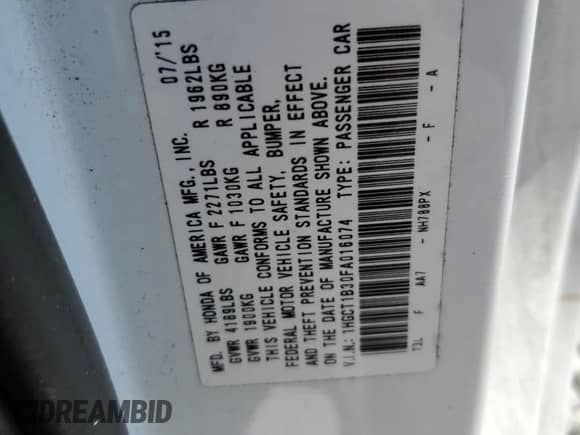 MFD. BY HONDA OF AMERICA MFG., INC. 07/15
GVWR 4189LBS GAWR F 2271LBS R 1962LBS
GVWR 1900KG GAWR F 1030KG R 890KG
THIS VEHICLE CONFORMS TO ALL APPLICABLE
FEDERAL MOTOR VEHICLE SAFETY, BUMPER,
AND THEFT PREVENTION STANDARDS IN EFFECT
ON THE DATE OF MANUFACTURE SHOWN ABOVE.
V.I.N.: 1HGCT1B30FA016074 TYPE: PASSENGER CAR
T3L F AA7 - NH788PX - F - A
DREAMBID